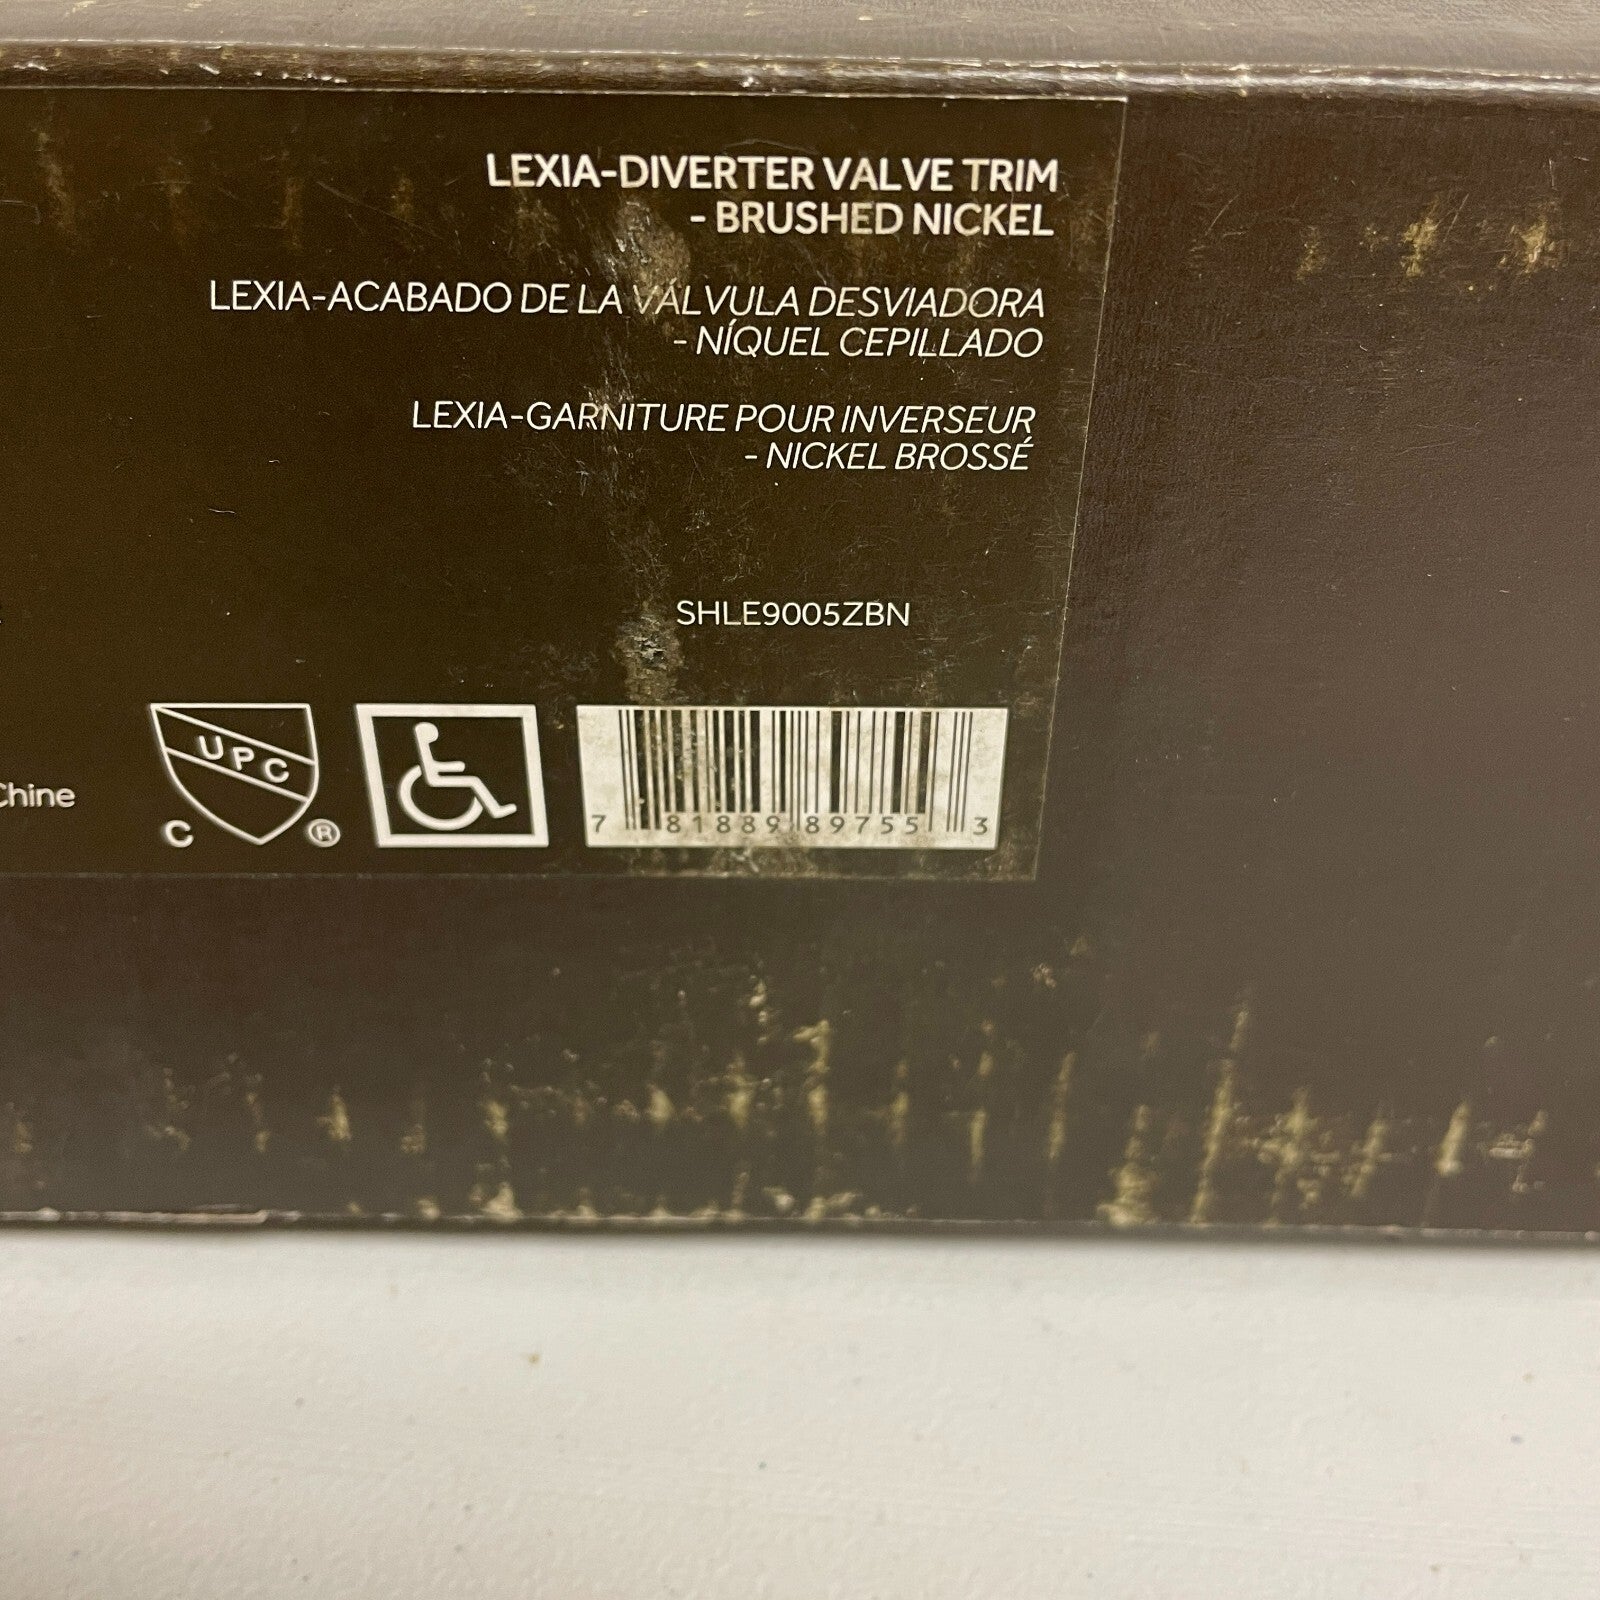 LEXIA-DIVERTER VALVE TRIM
- BRUSHED NICKEL
LEXIA-ACABADO DE LA VÁLVULA DESVIADORA
- NÍQUEL CEPILLADO
LEXIA-GARNITURE POUR INVERSEUR
- NICKEL BROSSÉ
SHLE9005ZBN
Chine
UPC
C ®
7 81889 89755 3